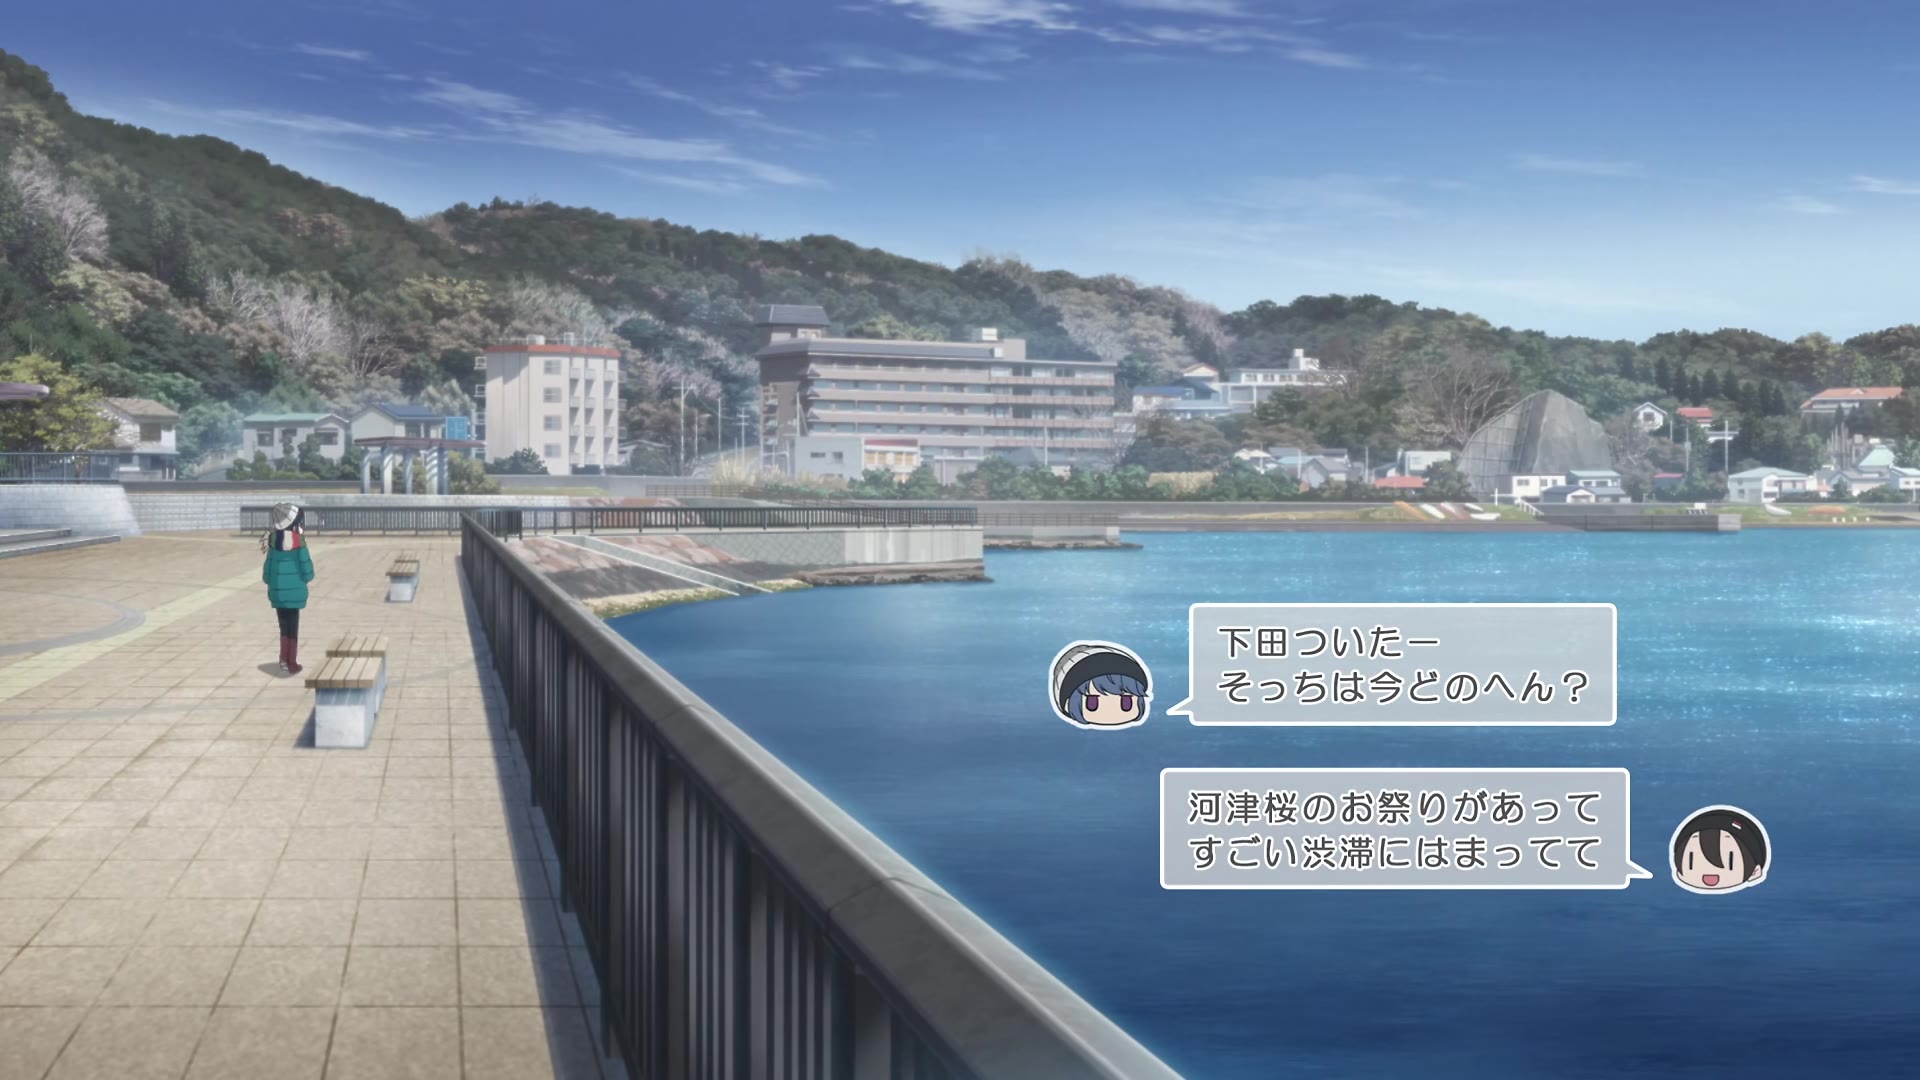 下田ついたー
そっちは今どのへん？
河津桜のお祭りがあって
すごい渋滞にはまってて